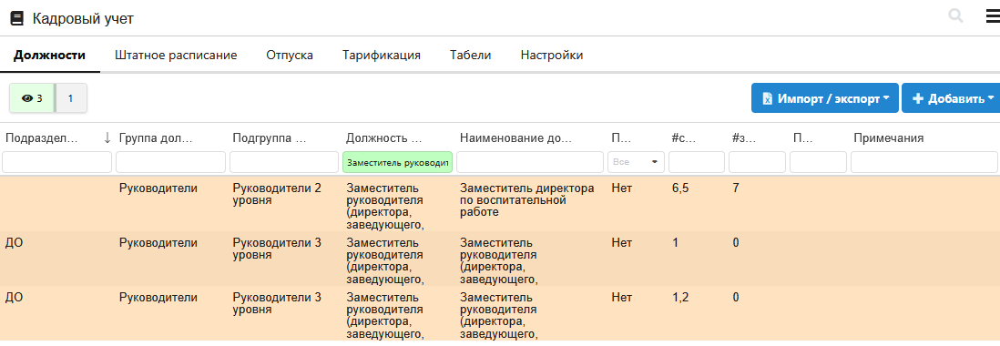 Кадровый учет
Должности Штатное расписание Отпуска Тарификация Табели Настройки
3 1 Импорт / экспорт Добавить
Подраздел… Группа дол… Подгруппа … Должность … Наименование до… П… #с… #з… П… Примечания
Заместитель руководит Все
Руководители Руководители 2 Заместитель Заместитель директора Нет 6,5 7
уровня руководителя по воспитательной
(директора, работе
заведующего,
ДО Руководители Руководители 3 Заместитель Заместитель Нет 1 0
уровня руководителя руководителя
(директора, (директора,
заведующего, заведующего,
ДО Руководители Руководители 3 Заместитель Заместитель Нет 1,2 0
уровня руководителя руководителя
(директора, (директора,
заведующего, заведующего,